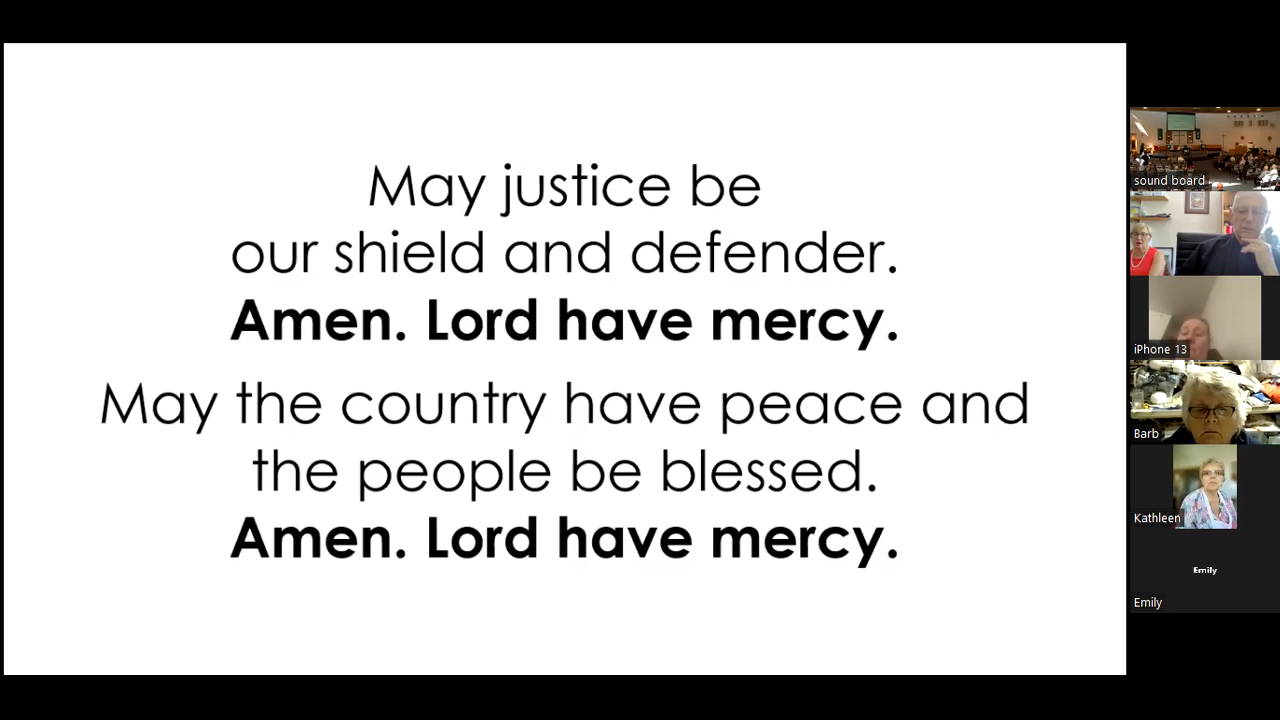 May justice be
our shield and defender.
Amen. Lord have mercy.
May the country have peace and
the people be blessed.
Amen. Lord have mercy.
sound board
iPhone 13
Barb
Kathleen
Emily
Emily